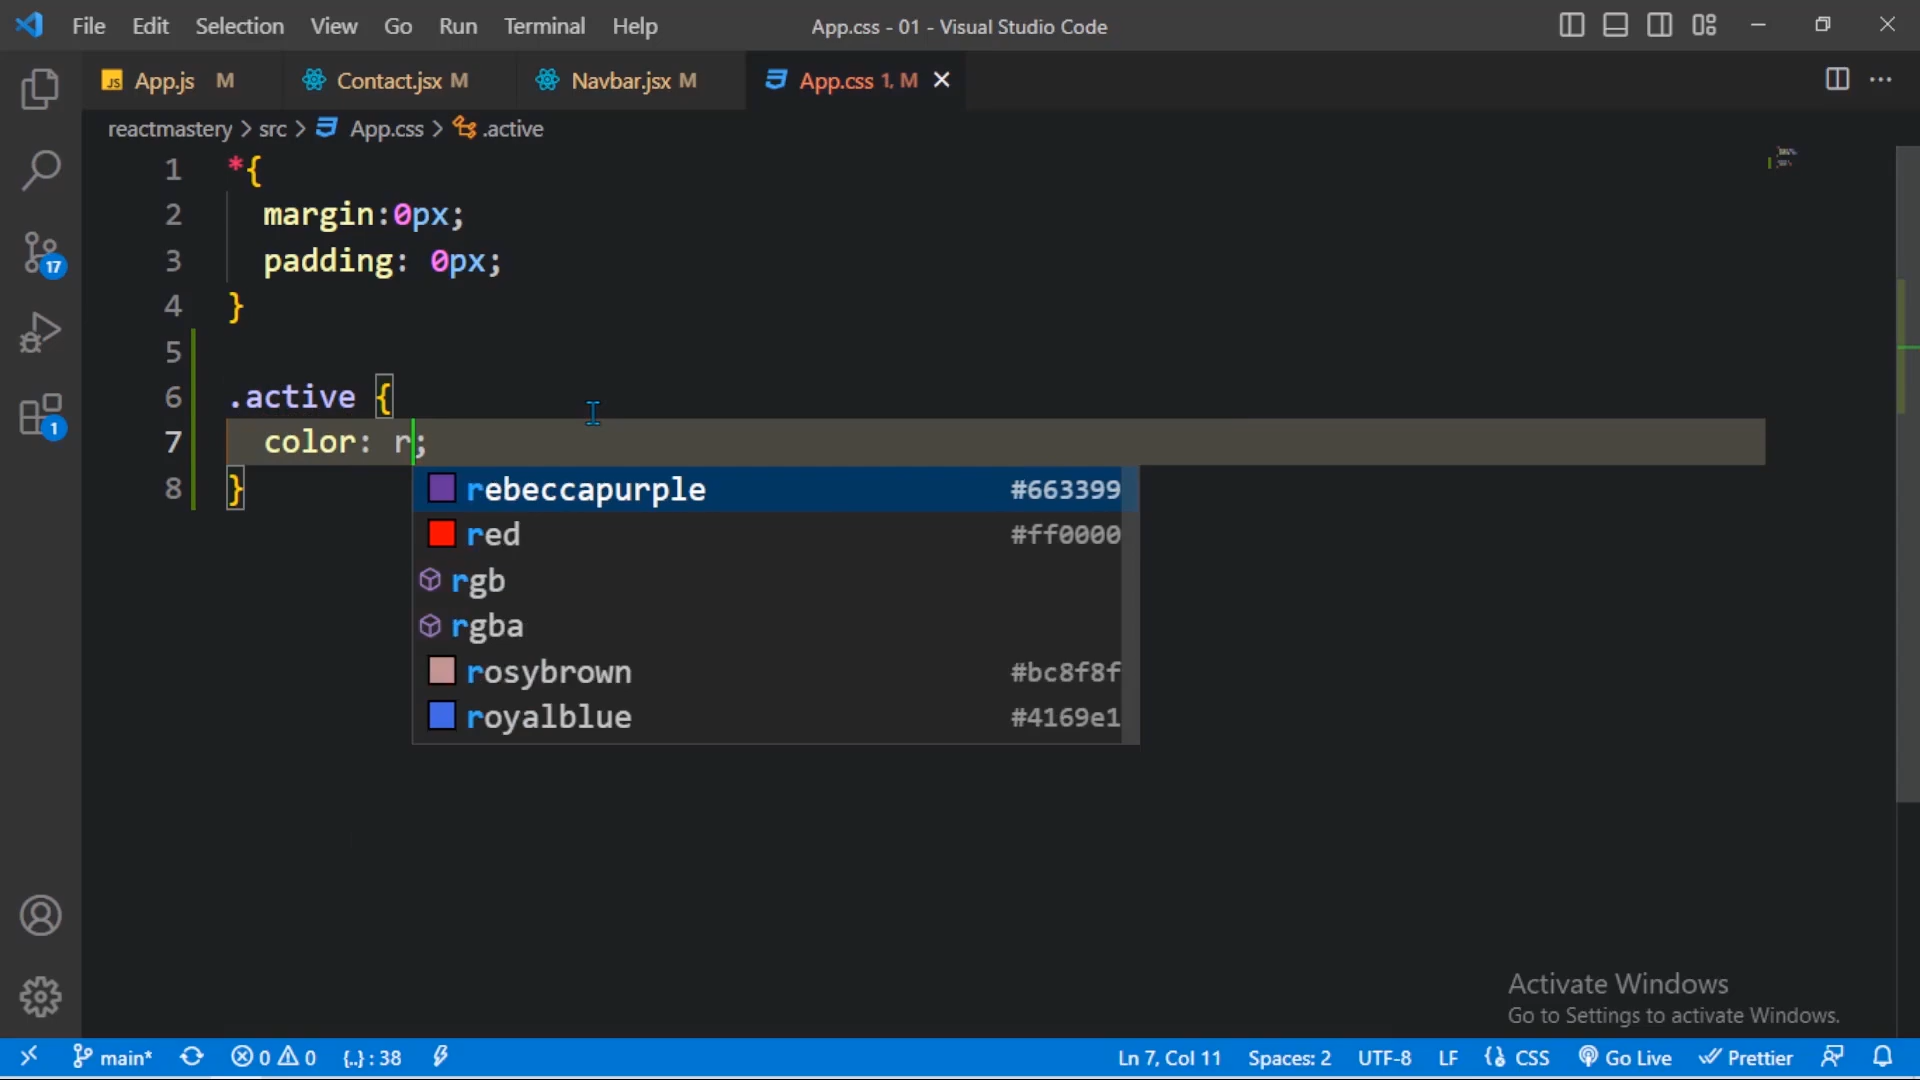 File Edit Selection View Go Run Terminal Help App.css - 01 - Visual Studio Code
JS App.js M Contact.jsx M Navbar.jsx M App.css 1, M
reactmastery > src > App.css > .active
1 *{
2 margin:0px;
3 padding: 0px;
4 }
5
6 .active {
7 color: r;
8 }
rebeccapurple #663399
red #ff0000
rgb
rgba
rosybrown #bc8f8f
royalblue #4169e1
17
1
Activate Windows
Go to Settings to activate Windows.
main* 0 0 {..} : 38 Ln 7, Col 11 Spaces: 2 UTF-8 LF CSS Go Live Prettier